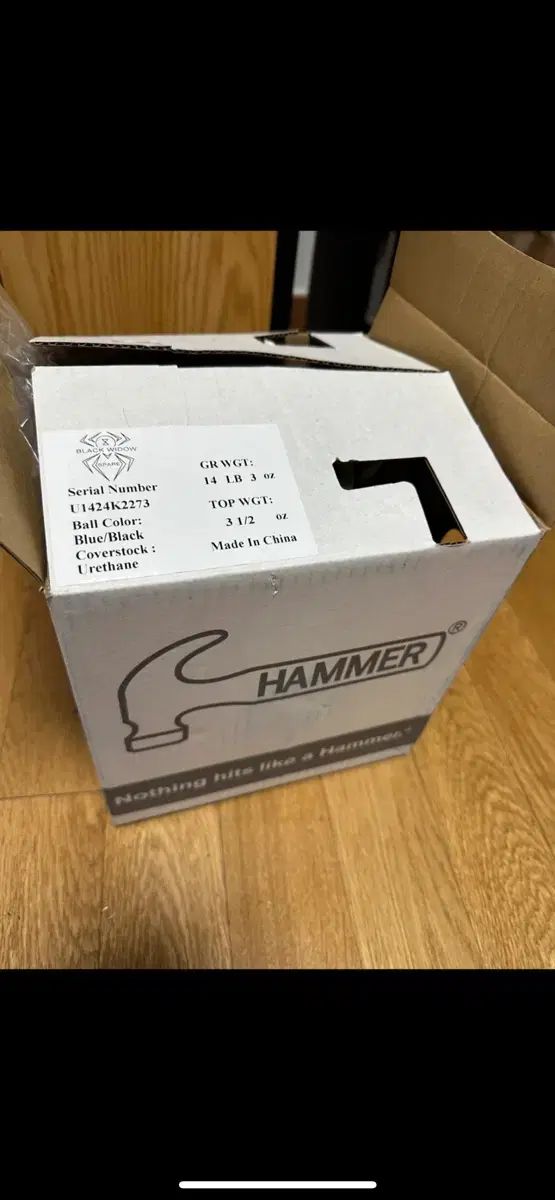 BLACK WIDOW
SPARE
Serial Number
U1424K2273
Ball Color:
Blue/Black
Coverstock :
Urethane
GR WGT:
14 LB 3 oz
TOP WGT:
3 1/2 oz
Made In China
HAMMER®
Nothing hits like a Hammer.